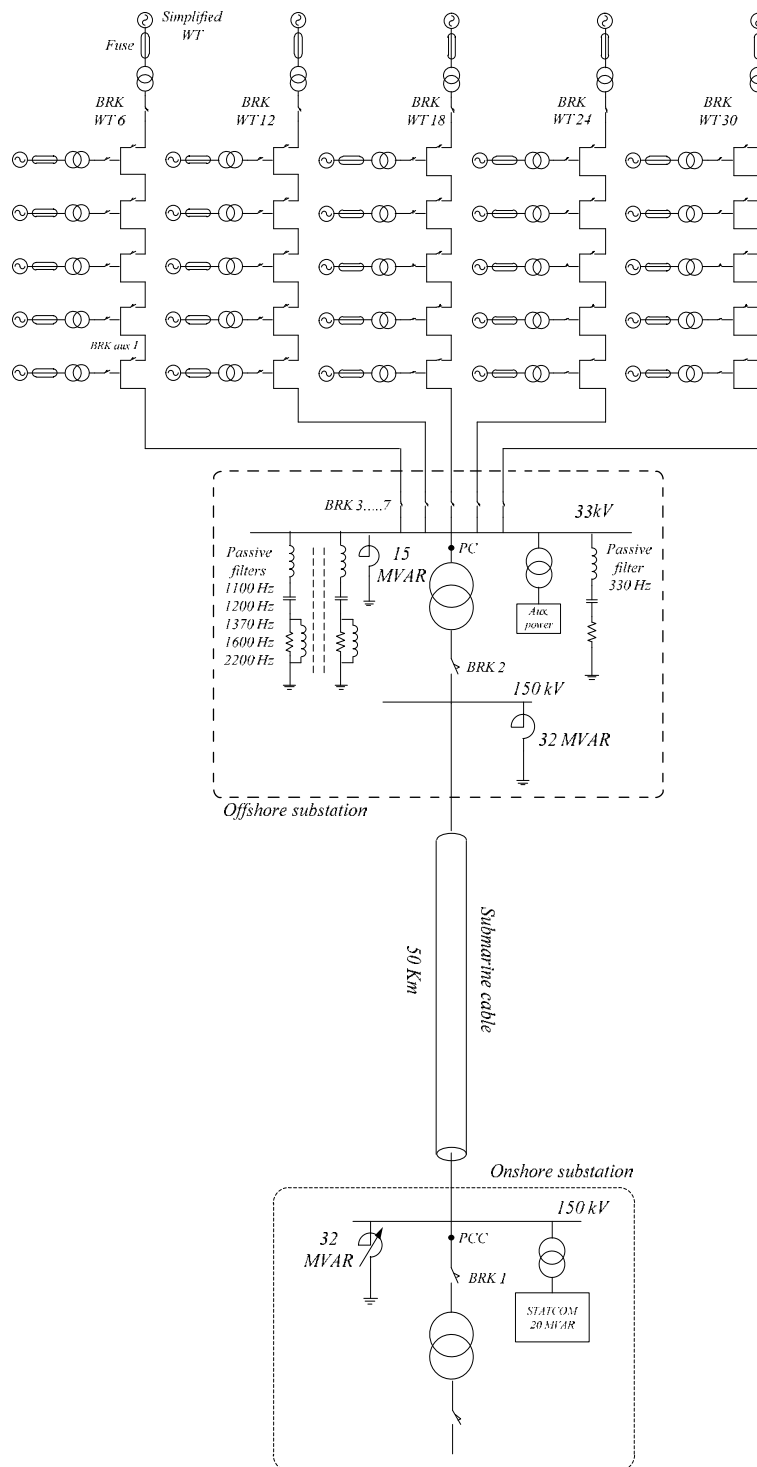 Simplified
WT
Fuse
BRK
WT 6
BRK
WT 12
BRK
WT 18
BRK
WT 24
BRK
WT 30
BRK aux 1
BRK 3.....7
33kV
Passive
filters
1100 Hz
1200 Hz
1370 Hz
1600 Hz
2200 Hz
15
MVAR
PC
Aux
power
Passive
filter
330 Hz
BRK 2
150 kV
32 MVAR
Offshore substation
Submarine cable
50 Km
Onshore substation
150 kV
32
MVAR
PCC
BRK 1
STATCOM
20 MVAR